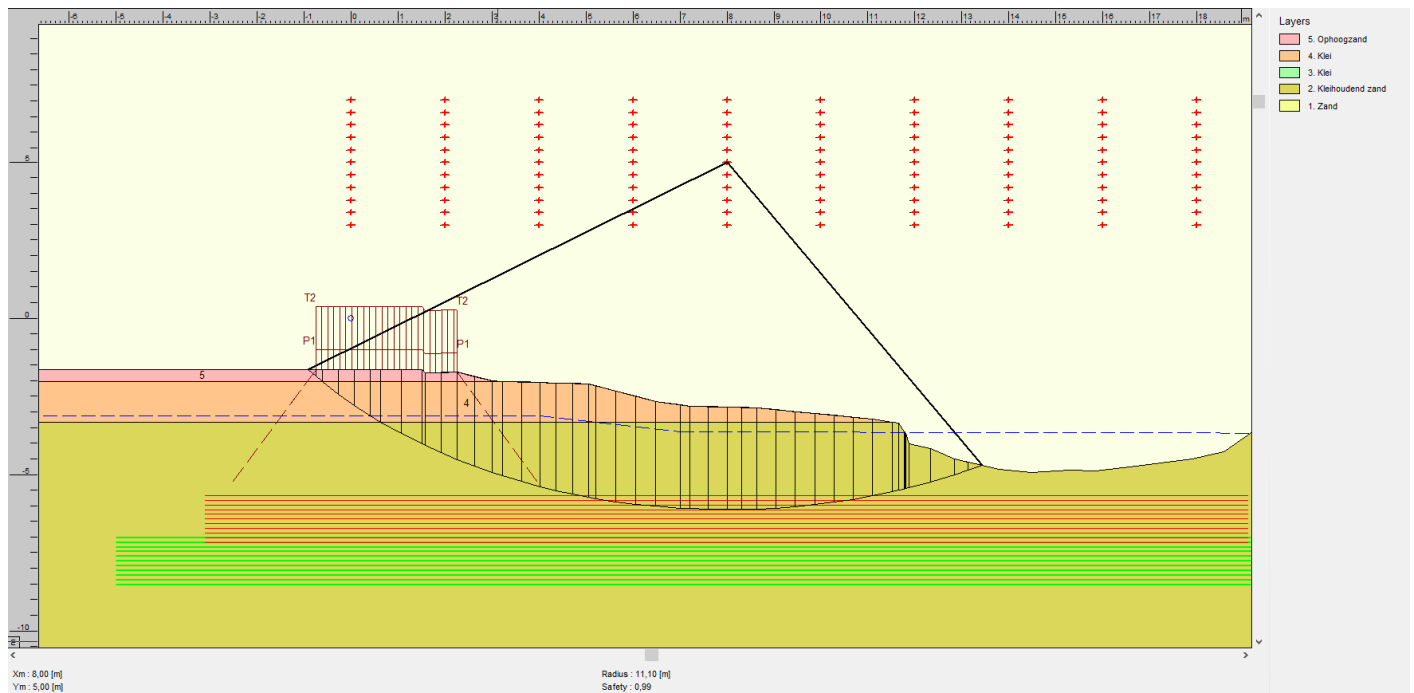 -6 -5 -4 -3 -2 -1 0 1 2 3 4 5 6 7 8 9 10 11 12 13 14 15 16 17 18 m
Layers
5. Ophoogzand
4. Klei
3. Klei
2. Kleihoudend zand
1. Zand
5
T2
T2
0
P1
P1
5
4
-5
-10
Xm : 8,00 [m]
Radius : 11,10 [m]
Ym : 5,00 [m]
Safety : 0,99